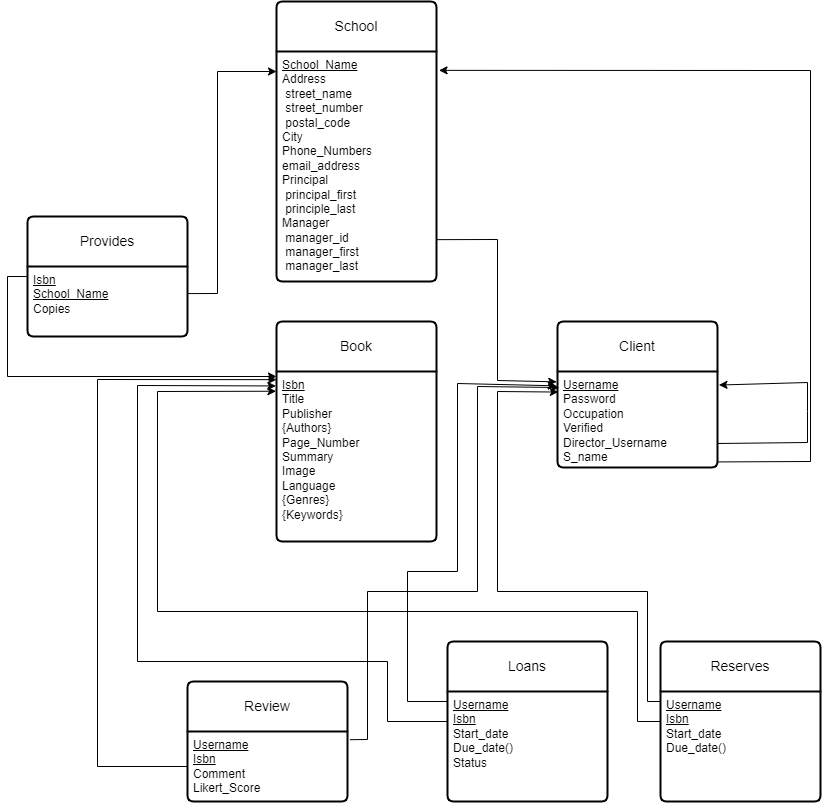 School
School_Name
Address
street_name
street_number
postal_code
City
Phone_Numbers
email_address
Principal
principal_first
principle_last
Manager
manager_id
manager_first
manager_last
Provides
Isbn
School_Name
Copies
Book
Isbn
Title
Publisher
{Authors}
Page_Number
Summary
Image
Language
{Genres}
{Keywords}
Client
Username
Password
Occupation
Verified
Director_Username
S_name
Review
Username
Isbn
Comment
Likert_Score
Loans
Username
Isbn
Start_date
Due_date()
Status
Reserves
Username
Isbn
Start_date
Due_date()